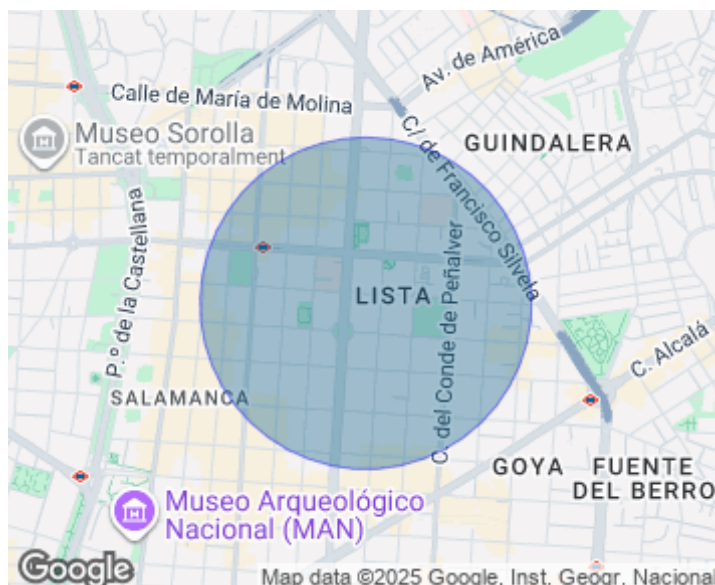 Av. de América
Calle de María de Molina
Museo Sorolla
Tancat temporalment
GUINDALERA
C/ de Francisco Silvela
P.º de la Castellana
LISTA
C. del Conde de Peñalver
C. Alcalá
SALAMANCA
GOYA
FUENTE
DEL BERRO
Museo Arqueológico
Nacional (MAN)
Google
Map data ©2025 Google, Inst. Geogr. Nacional